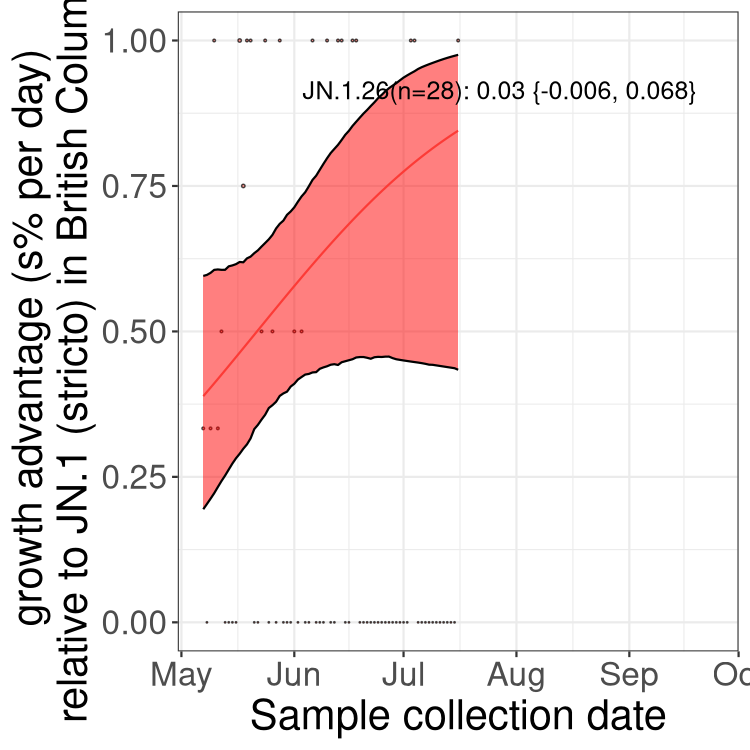 growth advantage (s% per day)
relative to JN.1 (stricto) in British Colum
1.00
0.75
0.50
0.25
0.00
JN.1.26(n=28): 0.03 {-0.006, 0.068}
May Jun Jul Aug Sep Oc
Sample collection date